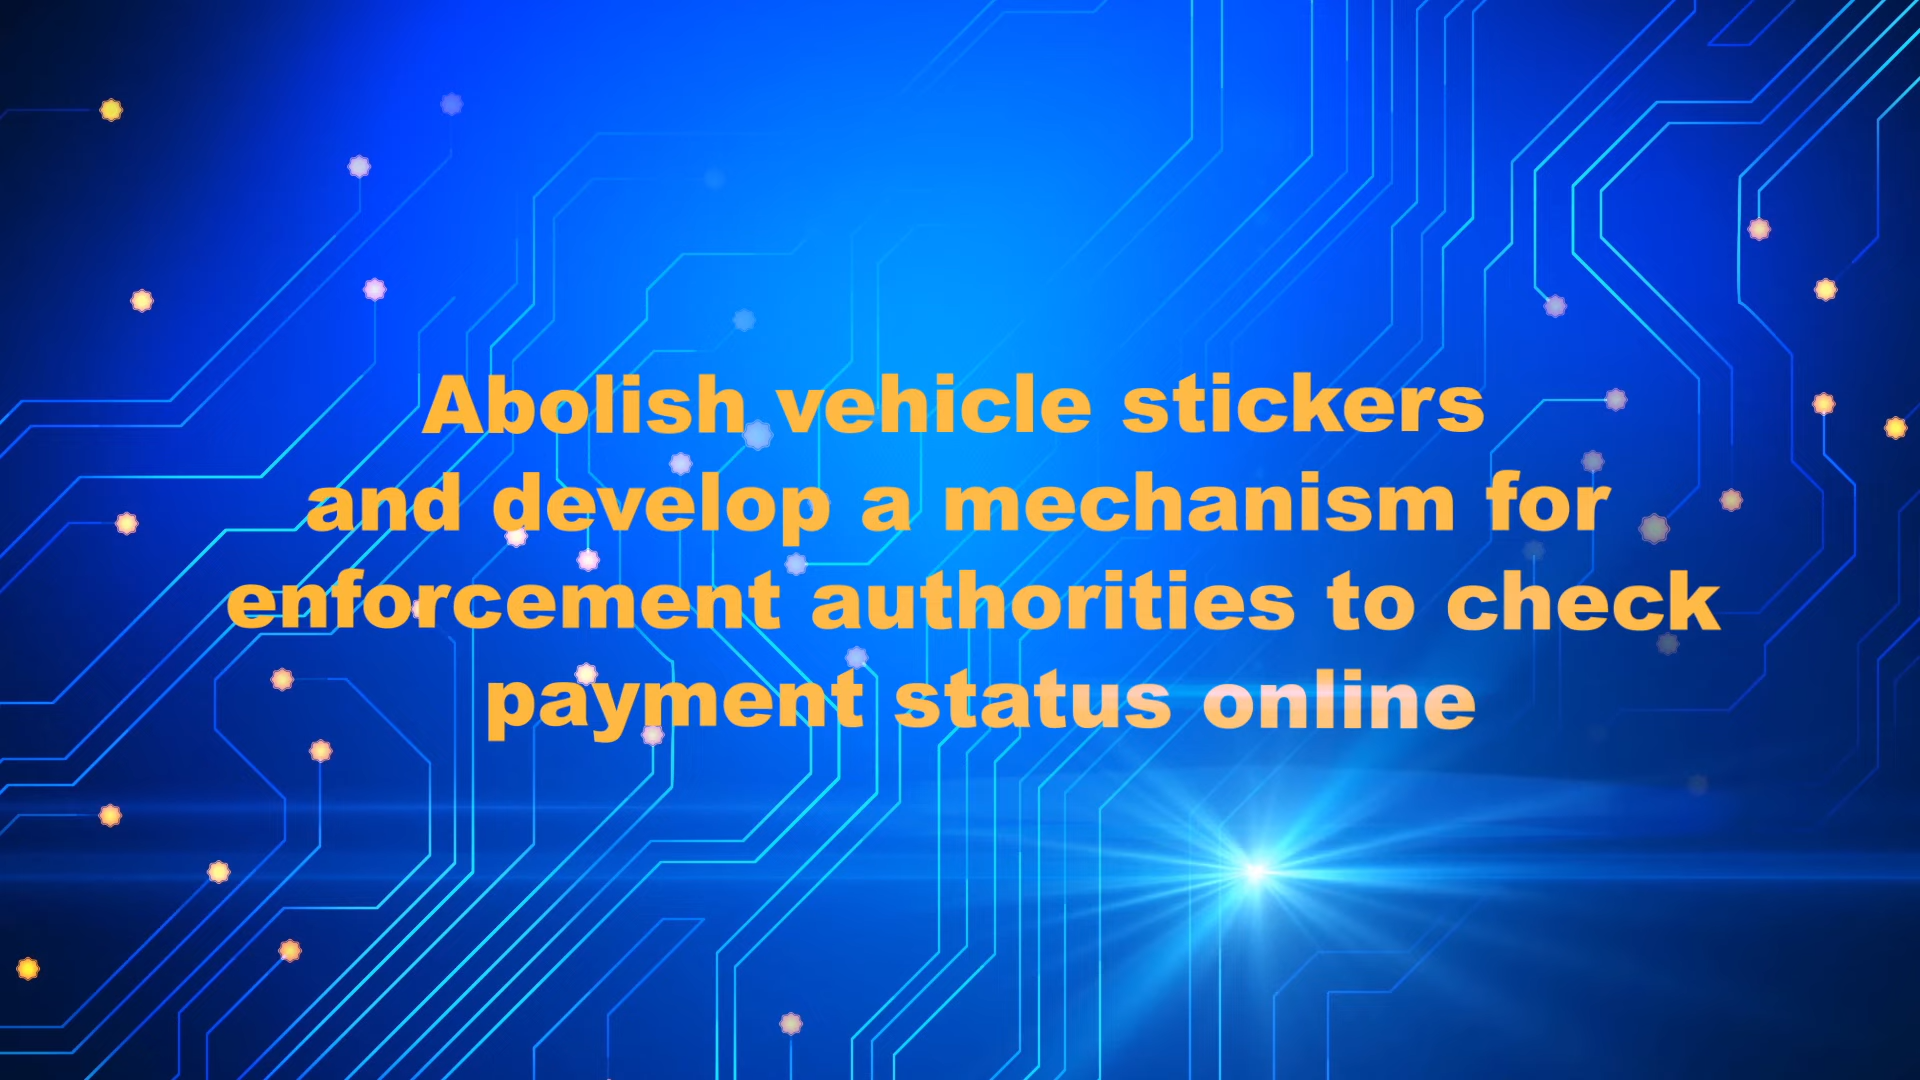 Abolish vehicle stickers
and develop a mechanism for
enforcement authorities to check
payment status online